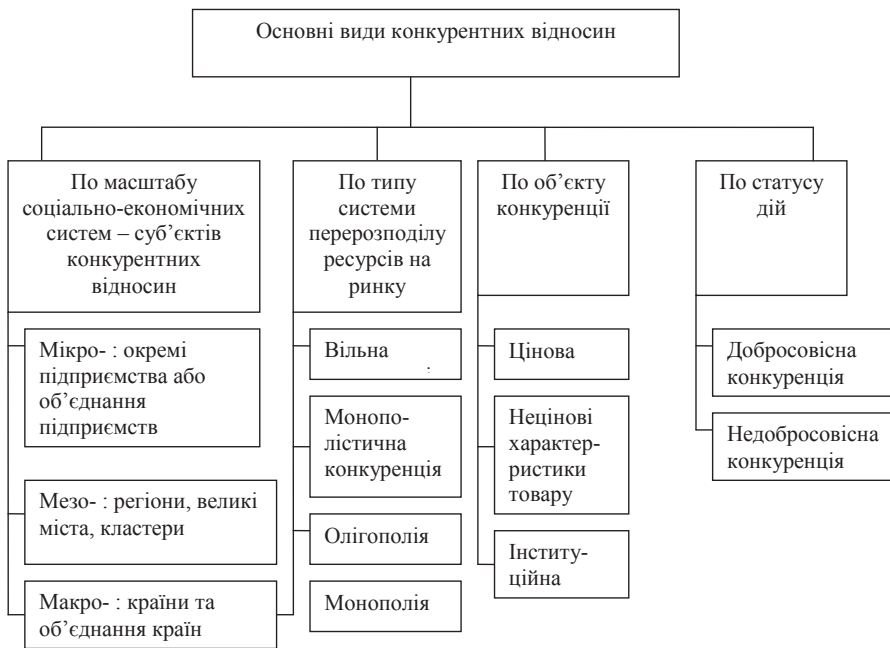 Основні види конкурентних відносин
По масштабу
соціально-економічних
систем – суб’єктів
конкурентних
відносин
Мікро- : окремі
підприємства або
об’єднання
підприємств
Мезо- : регіони, великі
міста, кластери
Макро- : країни та
об’єднання країн
По типу
системи
перерозподілу
ресурсів на
ринку
Вільна
Монопо-
лістична
конкуренція
Олігополія
Монополія
По об’єкту
конкуренції
Цінова
Нецінові
характер-
ристики
товару
Інститу-
ційна
По статусу
дій
Добросовісна
конкуренція
Недобросовісна
конкуренція